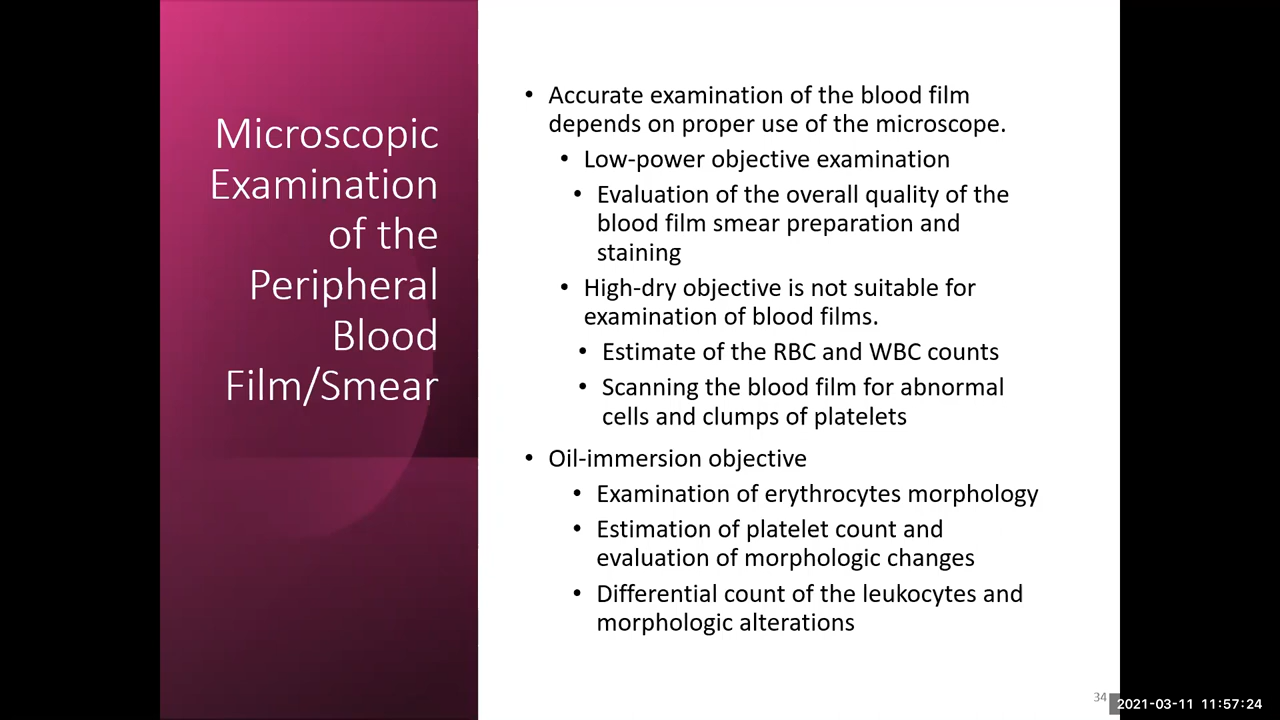 Microscopic
Examination
of the
Peripheral
Blood
Film/Smear
• Accurate examination of the blood film
depends on proper use of the microscope.
• Low-power objective examination
• Evaluation of the overall quality of the
blood film smear preparation and
staining
• High-dry objective is not suitable for
examination of blood films.
• Estimate of the RBC and WBC counts
• Scanning the blood film for abnormal
cells and clumps of platelets
• Oil-immersion objective
• Examination of erythrocytes morphology
• Estimation of platelet count and
evaluation of morphologic changes
• Differential count of the leukocytes and
morphologic alterations
34
2021-03-11 11:57:24